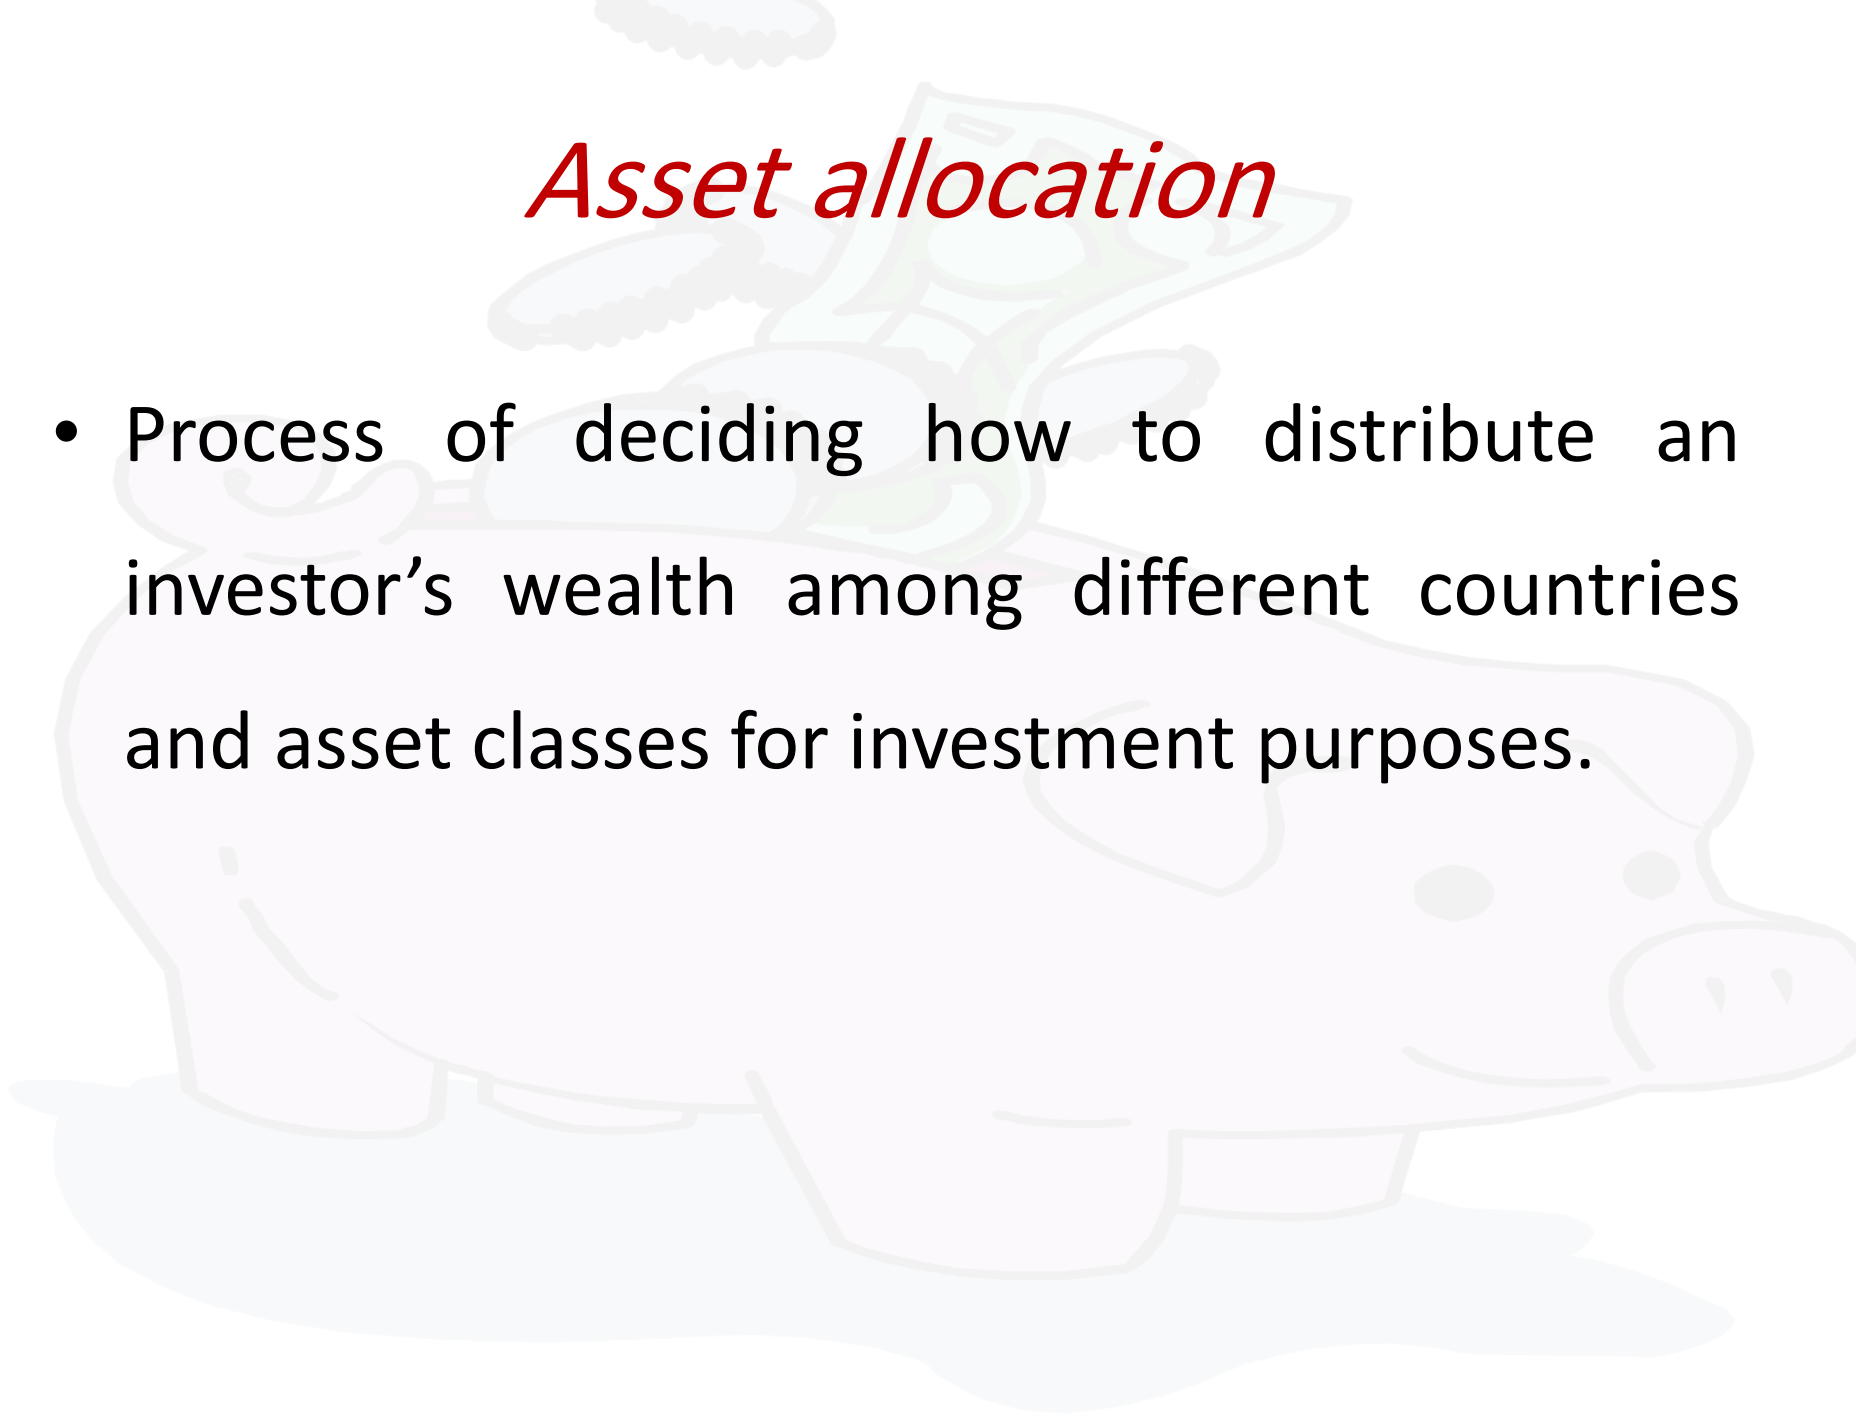 Asset allocation
• Process of deciding how to distribute an
investor’s wealth among different countries
and asset classes for investment purposes.